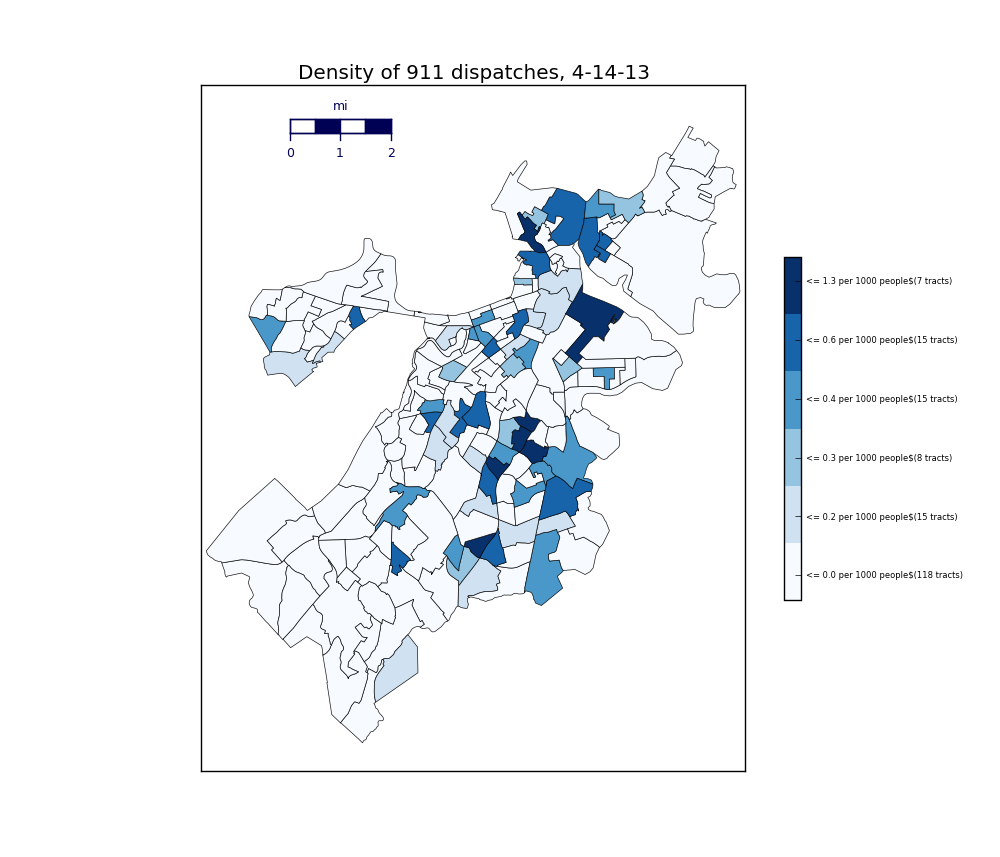 Density of 911 dispatches, 4-14-13
mi
0 1 2
<= 1.3 per 1000 people$(7 tracts)
<= 0.6 per 1000 people$(15 tracts)
<= 0.4 per 1000 people$(15 tracts)
<= 0.3 per 1000 people$(8 tracts)
<= 0.2 per 1000 people$(15 tracts)
<= 0.0 per 1000 people$(118 tracts)